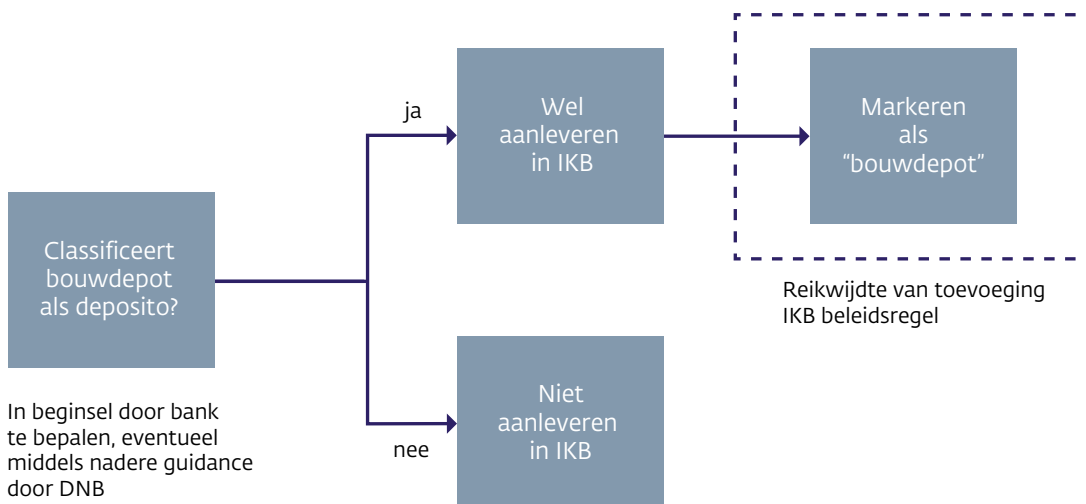 Classificeert
bouwdepot
als deposito?
In beginsel door bank
te bepalen, eventueel
middels nadere guidance
door DNB
ja
Wel
aanleveren
in IKB
Markeren
als
“bouwdepot”
Reikwijdte van toevoeging
IKB beleidsregel
nee
Niet
aanleveren
in IKB